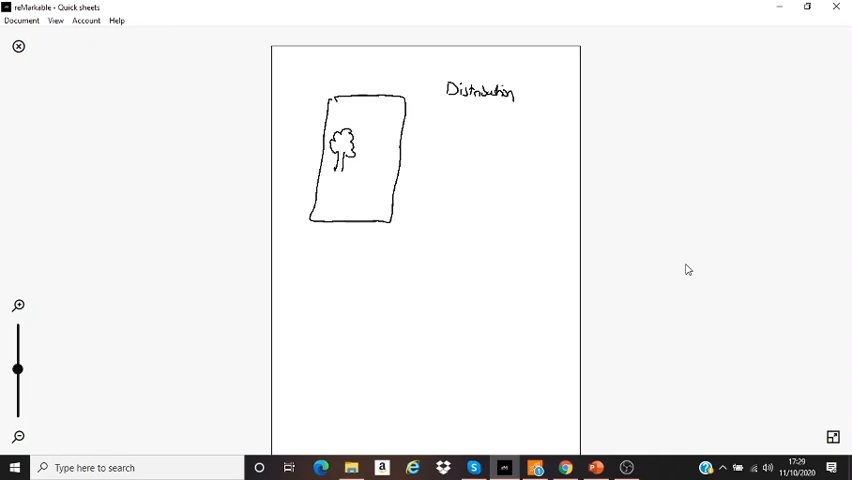 reMarkable - Quick sheets
Document View Account Help
Distribution
Type here to search
17:29
11/10/2020